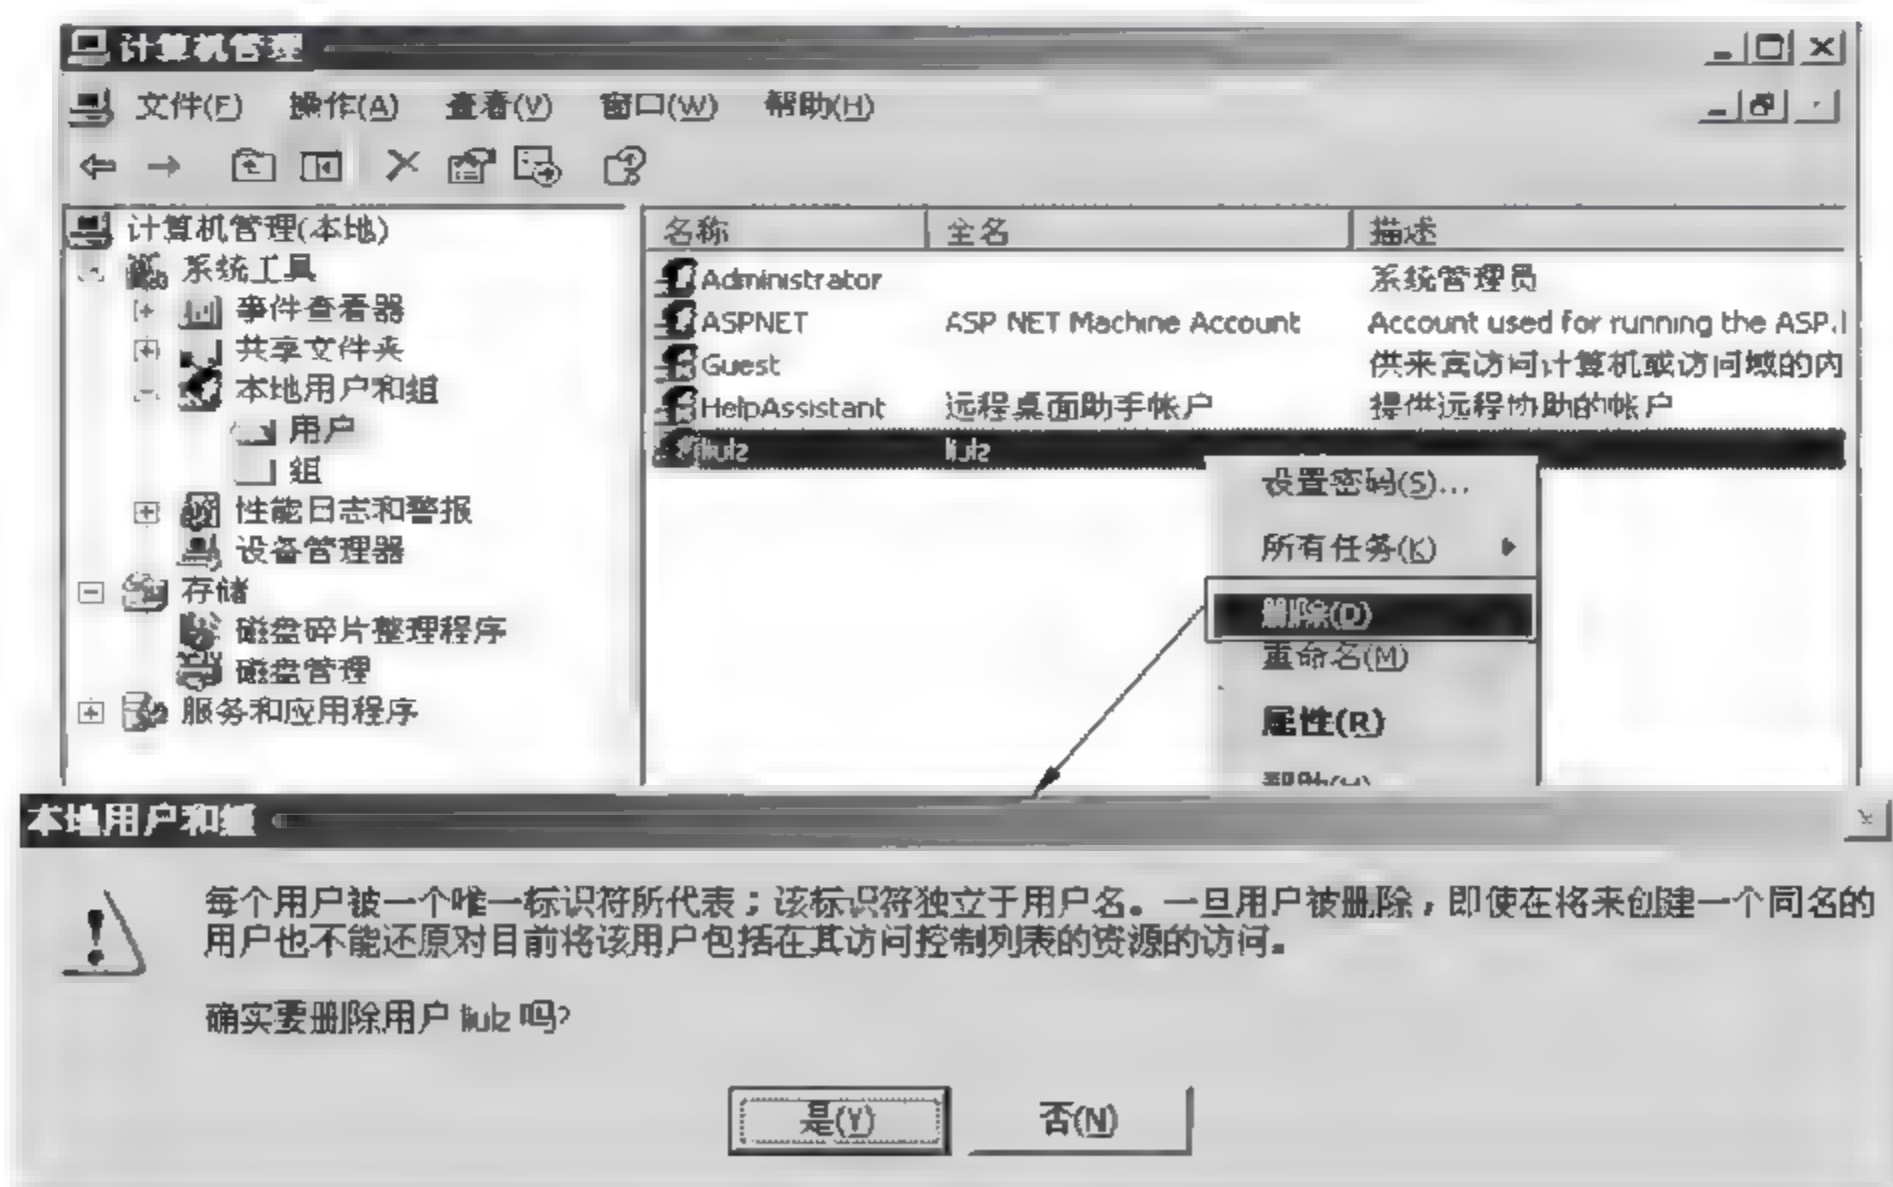 计算机管理
文件(F) 操作(A) 查看(V) 窗口(W) 帮助(H)
计算机管理(本地)
系统工具
事件查看器
共享文件夹
本地用户和组
用户
组
性能日志和警报
设备管理器
存储
磁盘碎片整理程序
磁盘管理
服务和应用程序
名称 全名 描述
Administrator 系统管理员
ASPNET ASP NET Machine Account Account used for running the ASP.
Guest 供来宾访问计算机或访问域的内
HelpAssistant 远程桌面助手帐户 提供远程协助的帐户
设置密码(S)...
所有任务(K)
删除(D)
重命名(M)
属性(R)
帮助(H)
本地用户和组
每个用户被一个唯一标识符所代表；该标识符独立于用户名。一旦用户被删除，即使在将来创建一个同名的
用户也不能还原对目前将该用户包括在其访问控制列表的资源的访问。
确实要删除用户 吗?
是(Y) 否(N)